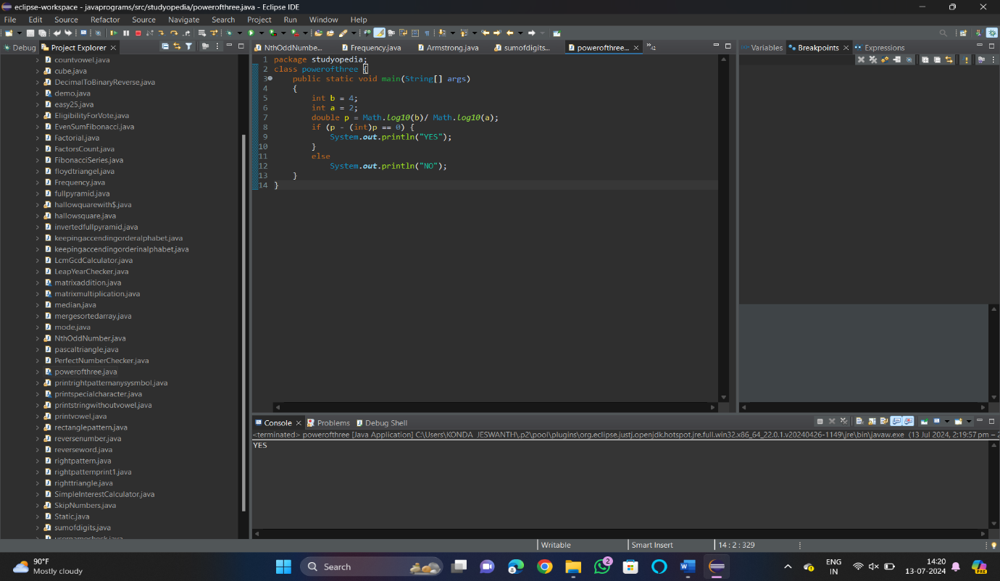 eclipse-workspace - javaprograms/src/studyopedia/powerofthree.java - Eclipse IDE
File Edit Source Refactor Source Navigate Search Project Run Window Help
Debug Project Explorer
countvowel.java
cube.java
DecimalToBinaryReverse.java
demo.java
easy25.java
EligibilityForVote.java
EvenSumFibonacci.java
Factorial.java
FactorsCount.java
FibonacciSeries.java
floydtriangel.java
Frequency.java
fullpyramid.java
hallowquarewith$.java
hallowsquare.java
invertedfullpyramid.java
keepingaccendingorderalphabet.java
keepingaccendingorderinalphabet.java
LcmGcdCalculator.java
LeapYearChecker.java
matrixaddition.java
matrixmultiplication.java
median.java
mergesortedarray.java
mode.java
NthOddNumber.java
pascaltriangle.java
PerfectNumberChecker.java
powerofthree.java
printrightpatternanysysmbol.java
printspecialcharacter.java
printstringwithoutvowel.java
printvowel.java
rectanglepattern.java
reversenumber.java
reverseword.java
rightpattern.java
rightpatternprint1.java
righttriangle.java
SimpleInterestCalculator.java
SkipNumbers.java
Static.java
sumofdigits.java
NthOddNumbe... Frequency.java Armstrong.java sumofdigits... powerofthree... »42
1 package studyopedia;
2 class powerofthree {
3 public static void main(String[] args)
4 {
5 int b = 4;
6 int a = 2;
7 double p = Math.log10(b)/ Math.log10(a);
8 if (p - (int)p == 0) {
9 System.out.println("YES");
10 }
11 else
12 System.out.println("NO");
13 }
14 }
Variables Breakpoints Expressions
Console Problems Debug Shell
<terminated> powerofthree [Java Application] C:\Users\KONDA JESWANTH\.p2\pool\plugins\org.eclipse.justj.openjdk.hotspot.jre.full.win32.x86_64_22.0.1.v20240426-1149\jre\bin\javaw.exe (13 Jul 2024, 2:19:57 pm – 2
YES
Writable Smart Insert 14 : 2 : 329
90°F
Mostly cloudy
Search
2
ENG
IN
14:20
13-07-2024
PRE